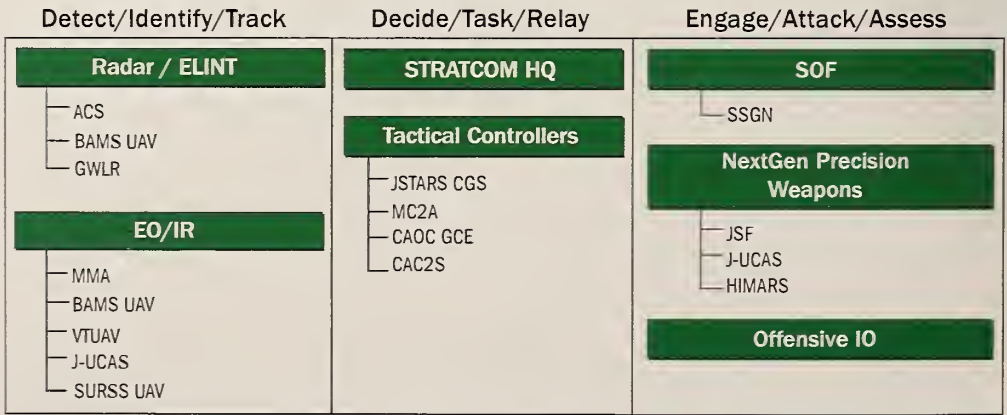 Detect/Identify/Track
Radar / ELINT
ACS
BAMS UAV
GWLR
EO/IR
MMA
BAMS UAV
VTUAV
J-UCAS
SURSS UAV
Decide/Task/Relay
STRATCOM HQ
Tactical Controllers
JSTARS CGS
MC2A
CAOC GCE
CAC2S
Engage/Attack/Assess
SOF
SSGN
NextGen Precision
Weapons
JSF
J-UCAS
HIMARS
Offensive IO